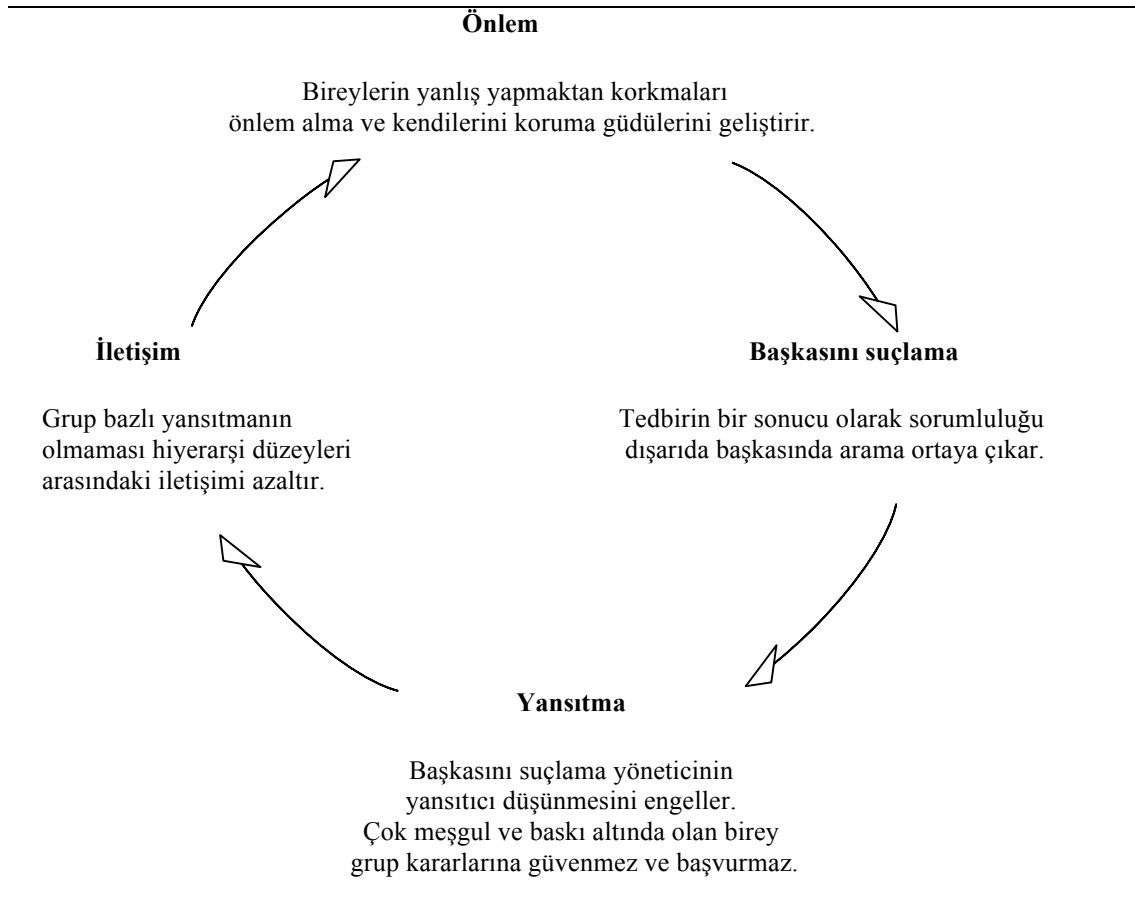 Önlem
Bireylerin yanlış yapmaktan korkmaları
önlem alma ve kendilerini koruma güdülerini geliştirir.
İletişim
Grup bazlı yansıtmanın
olmaması hiyerarşi düzeyleri
arasındaki iletişimi azaltır.
Başkasını suçlama
Tedbirin bir sonucu olarak sorumluluğu
dışarıda başkasında arama ortaya çıkar.
Yansıtma
Başkasını suçlama yöneticinin
yansıtıcı düşünmesini engeller.
Çok meşgul ve baskı altında olan birey
grup kararlarına güvenmez ve başvurmaz.